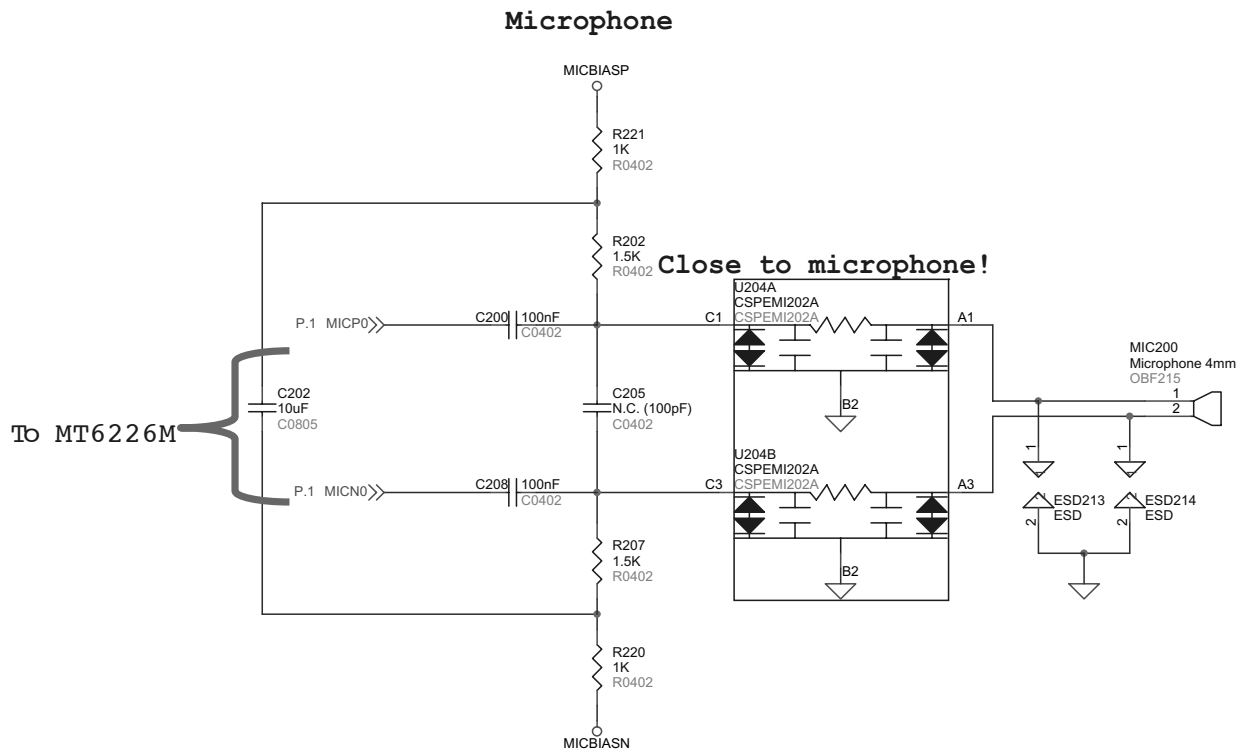 Microphone
MICBIASP
R221
1K
R0402
R202
1.5K
R0402
Close to microphone!
U204A
CSPEMI202A
CSPEMI202A
P.1 MICP0
C200
100nF
C0402
C1
A1
B2
MIC200
Microphone 4mm
OBF215
1
2
C202
10uF
C0805
C205
N.C. (100pF)
C0402
To MT6226M
U204B
CSPEMI202A
CSPEMI202A
P.1 MICN0
C208
100nF
C0402
C3
A3
B2
1
2
ESD213
ESD
1
2
ESD214
ESD
R207
1.5K
R0402
R220
1K
R0402
MICBIASN